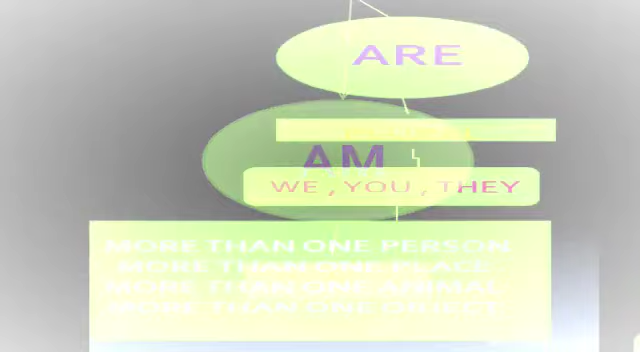 ARE
AM
WE , YOU , THEY
MORE THAN ONE PERSON
MORE THAN ONE PLACE
MORE THAN ONE ANIMAL
MORE THAN ONE OBJECT